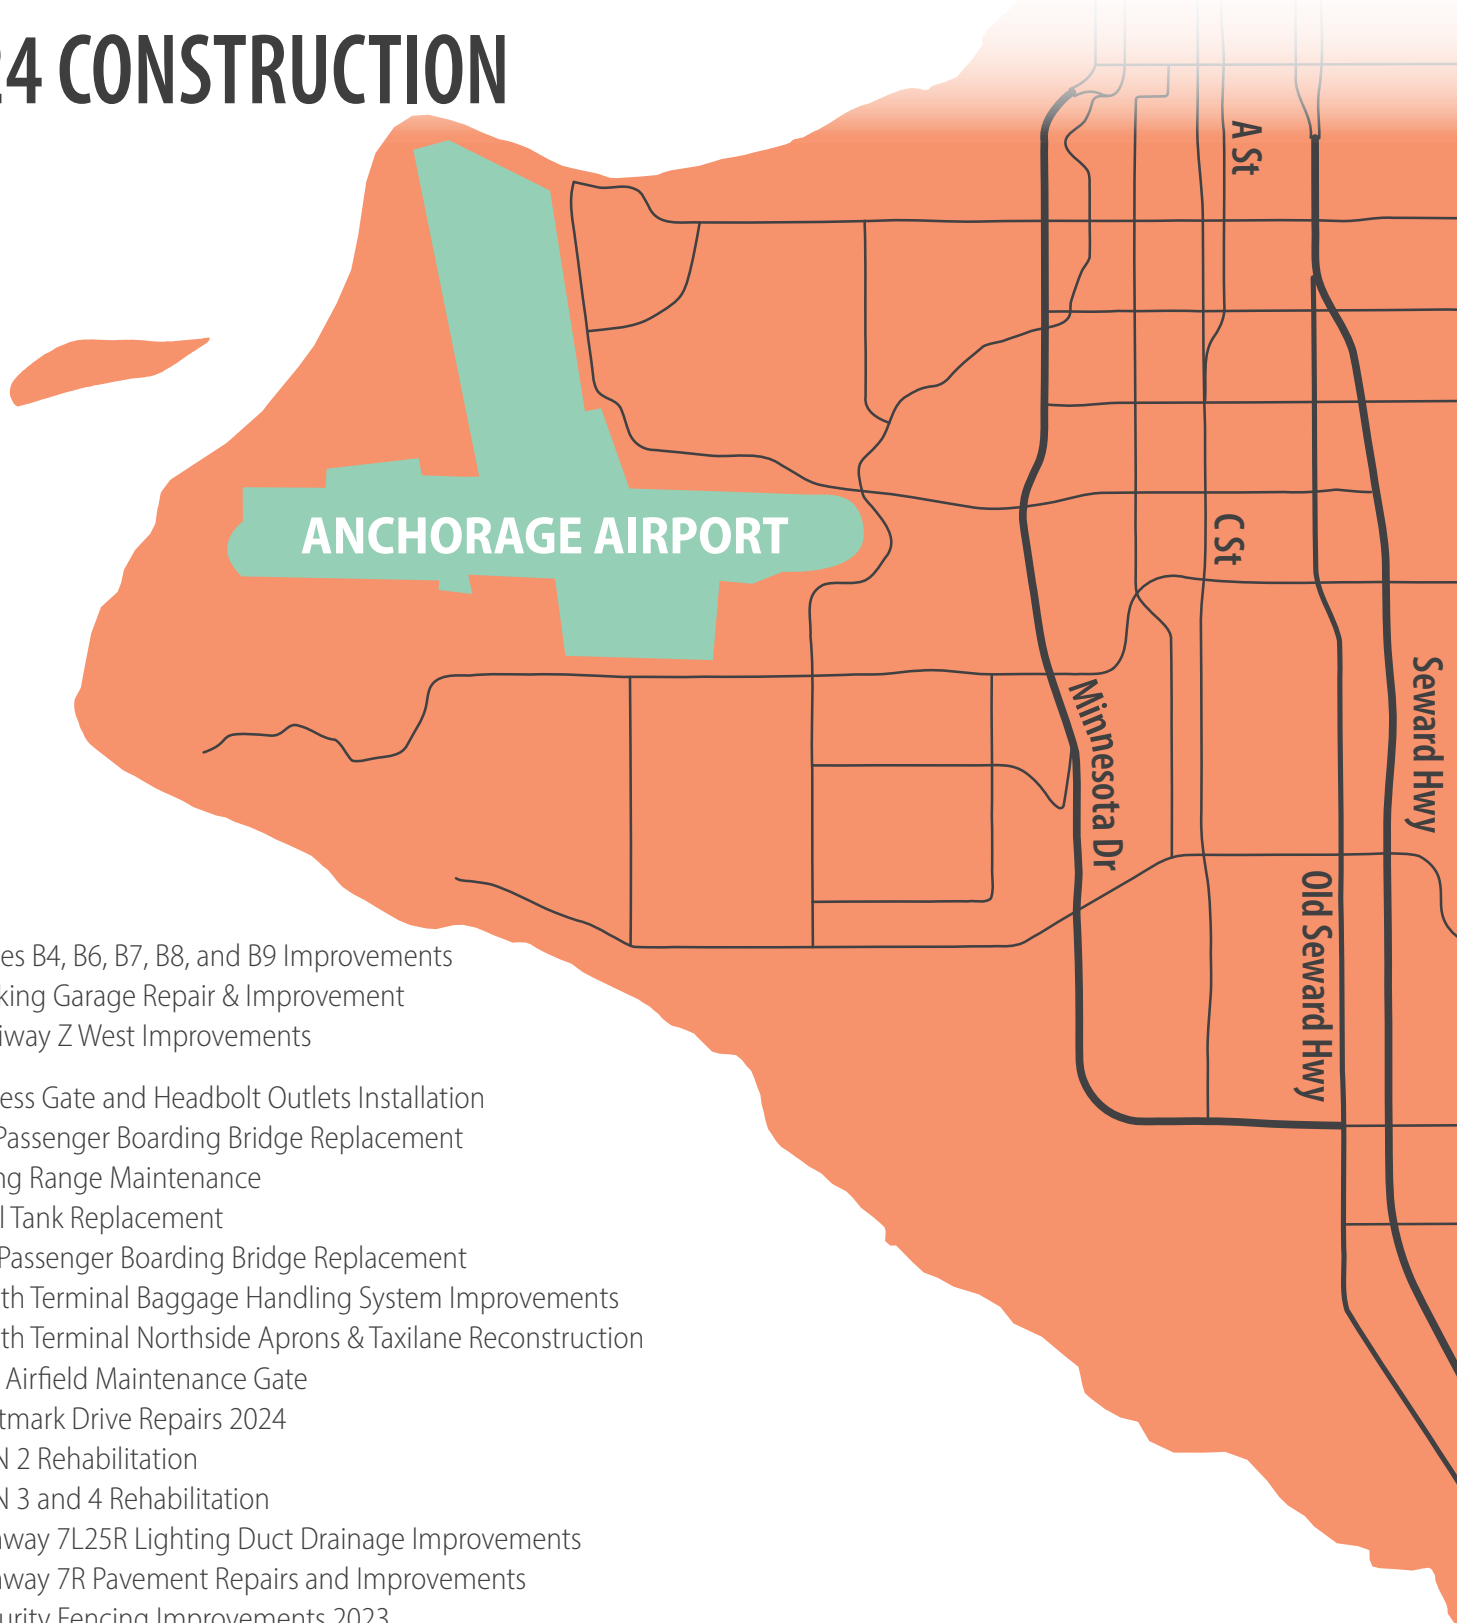 24 CONSTRUCTION
A St
ANCHORAGE AIRPORT
C St
Seward Hwy
Minnesota Dr
Old Seward Hwy
es B4, B6, B7, B8, and B9 Improvements
king Garage Repair & Improvement
iway Z West Improvements
ess Gate and Headbolt Outlets Installation
Passenger Boarding Bridge Replacement
ng Range Maintenance
l Tank Replacement
Passenger Boarding Bridge Replacement
th Terminal Baggage Handling System Improvements
th Terminal Northside Aprons & Taxilane Reconstruction
Airfield Maintenance Gate
tmark Drive Repairs 2024
N 2 Rehabilitation
N 3 and 4 Rehabilitation
way 7L25R Lighting Duct Drainage Improvements
way 7R Pavement Repairs and Improvements
urity Fencing Improvements 2023